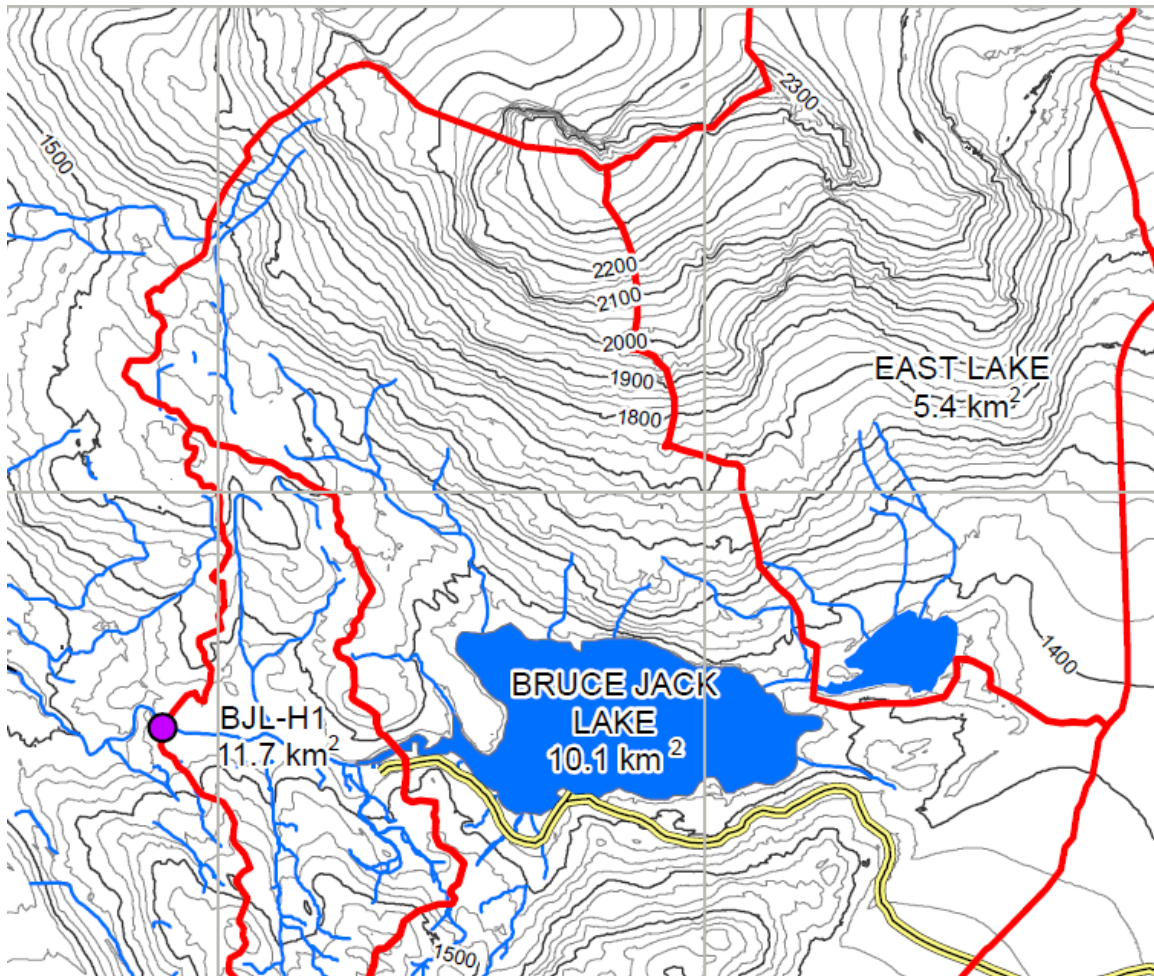 2300
1500
2200
2100
2000
1900
1800
EAST LAKE
5.4 km²
1400
BRUCE JACK
LAKE
10.1 km ²
BJL-H1
11.7 km²
1500